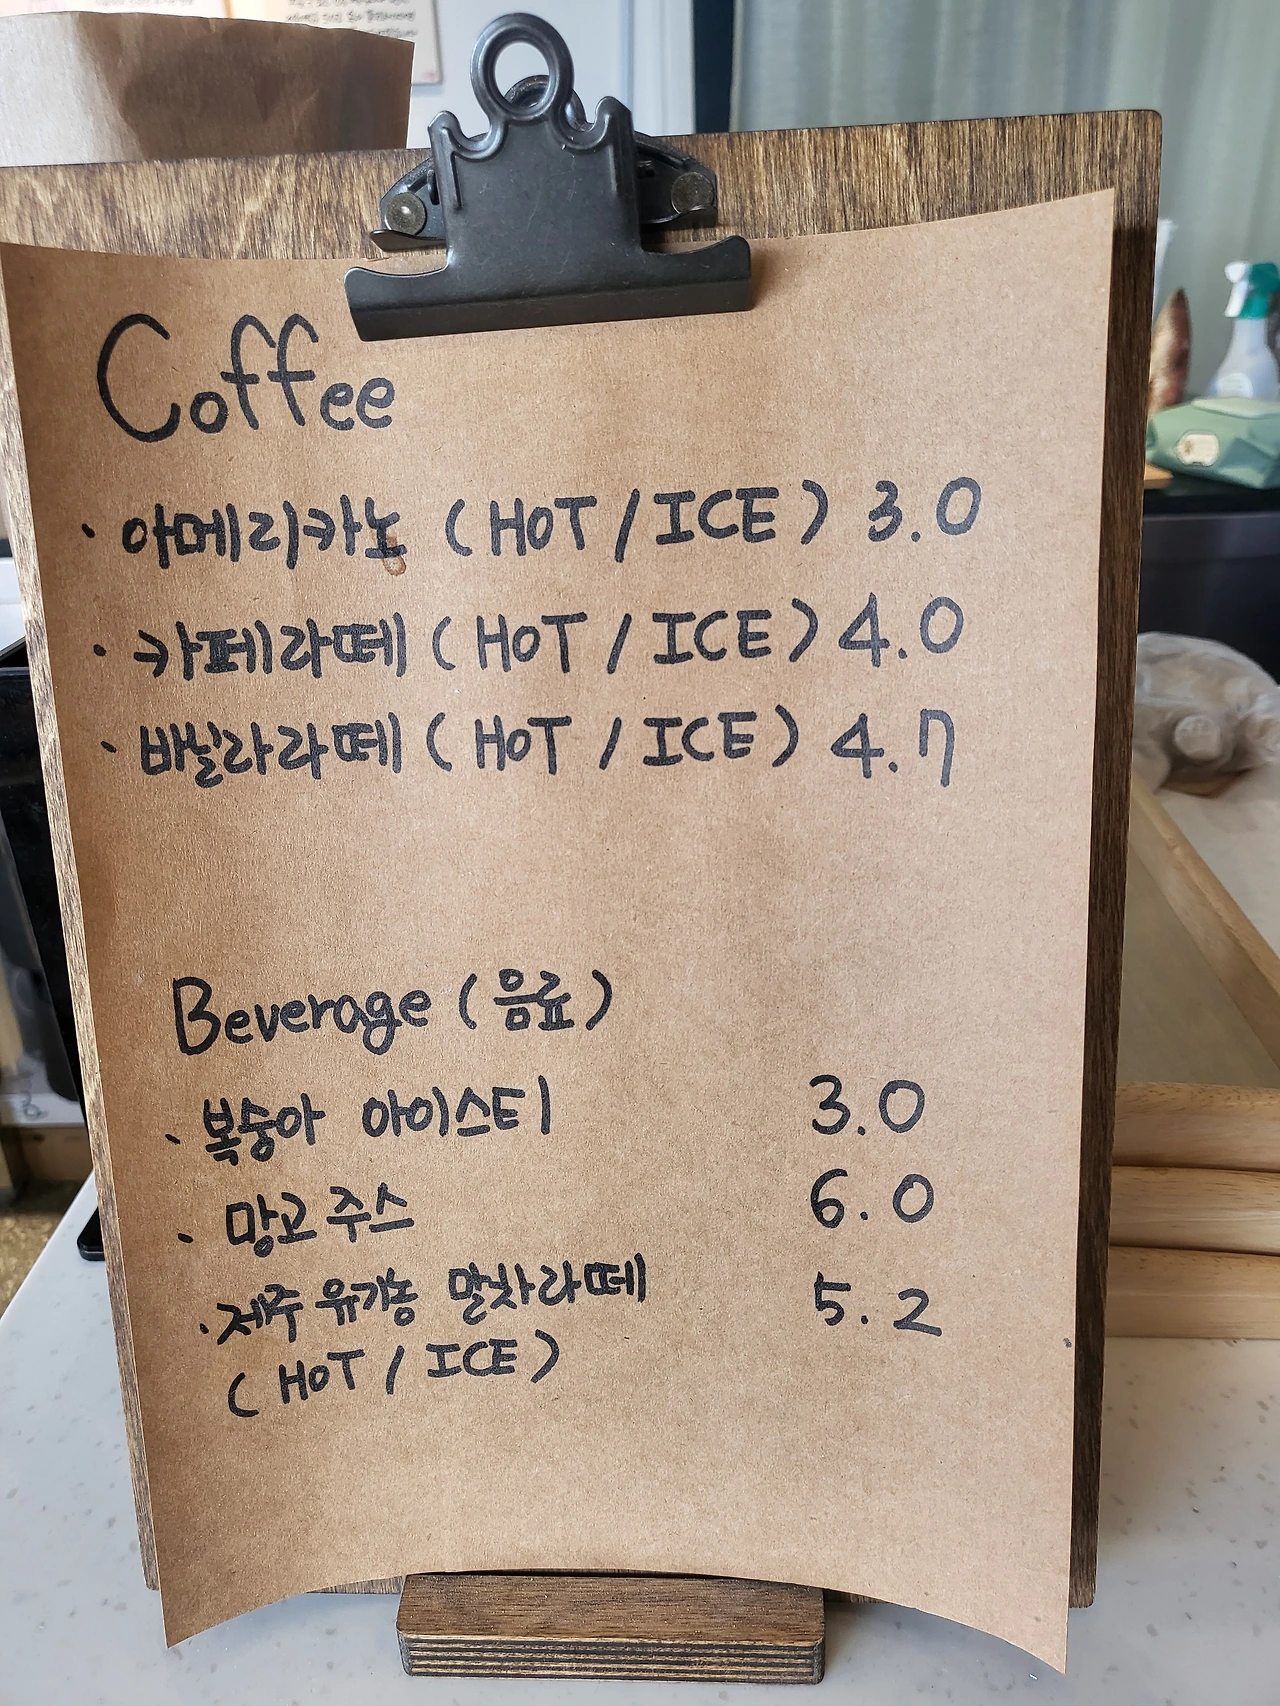 Coffee
· 아메리카노 (HOT / ICE) 3.0
· 카페라떼 (HOT / ICE) 4.0
· 바닐라라떼 (HOT / ICE) 4.7
Beverage (음료)
· 복숭아 아이스티 3.0
· 망고 주스 6.0
· 제주 유기농 말차라떼 5.2
(HOT / ICE)